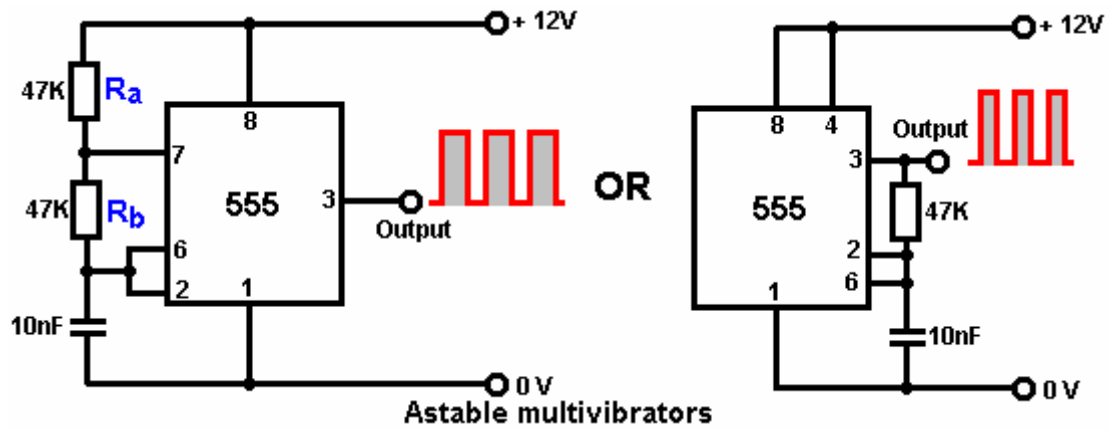 + 12V
47K
Ra
8
7
47K
Rb
555
3
Output
6
2
1
10nF
0 V
OR
+ 12V
8
4
Output
3
555
47K
2
6
1
10nF
0 V
Astable multivibrators